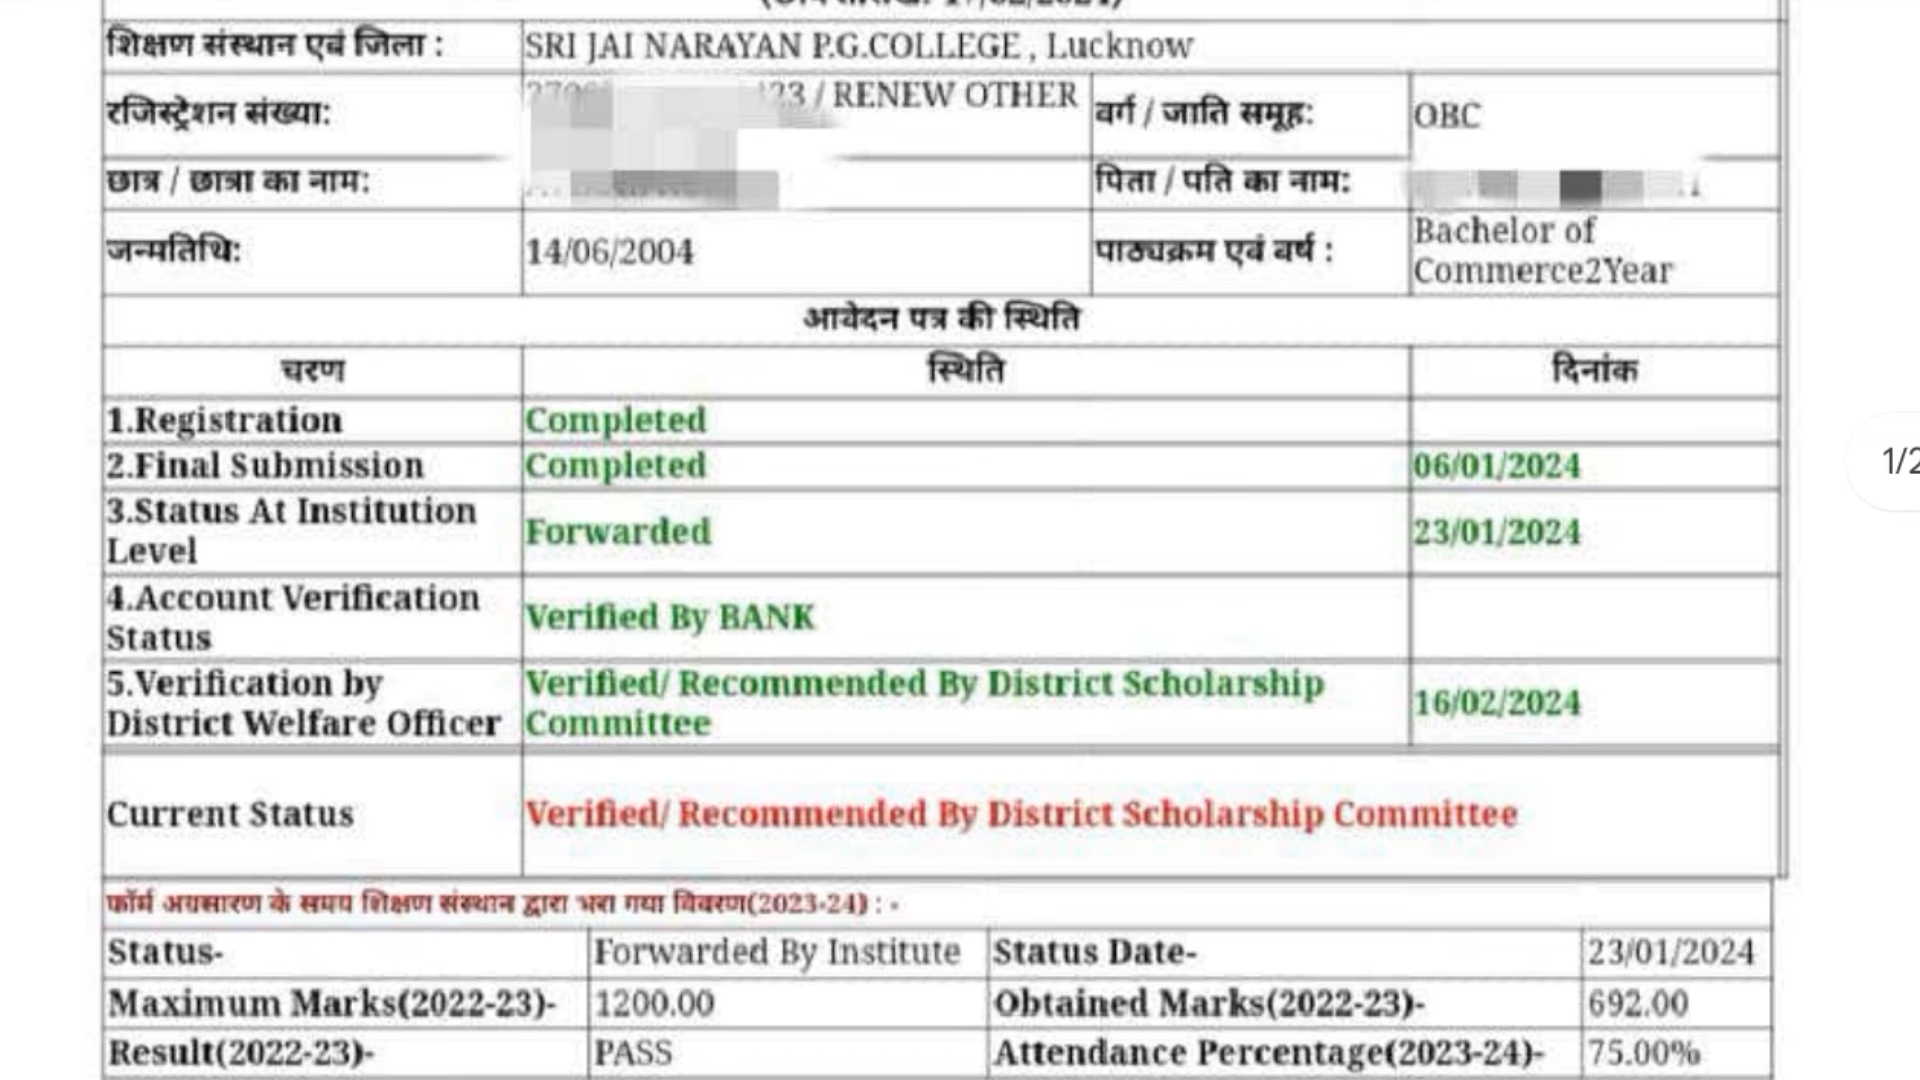 शिक्षण संस्थान एवं जिला :
SRI JAI NARAYAN P.G.COLLEGE , Lucknow
रजिस्ट्रेशन संख्या:
23 / RENEW OTHER
वर्ग / जाति समूह:
OBC
छात्र / छात्रा का नाम:
पिता / पति का नाम:
जन्मतिथि:
14/06/2004
पाठ्यक्रम एवं वर्ष :
Bachelor of
Commerce2Year
आवेदन पत्र की स्थिति
चरण
स्थिति
दिनांक
1.Registration
Completed
2.Final Submission
Completed
06/01/2024
1/2
3.Status At Institution
Level
Forwarded
23/01/2024
4.Account Verification
Status
Verified By BANK
5.Verification by
District Welfare Officer
Verified/ Recommended By District Scholarship
Committee
16/02/2024
Current Status
Verified/ Recommended By District Scholarship Committee
फॉर्म अग्रसारण के समय शिक्षण संस्थान द्वारा भरा गया विवरण(2023-24) : -
Status-
Forwarded By Institute
Status Date-
23/01/2024
Maximum Marks(2022-23)-
1200.00
Obtained Marks(2022-23)-
692.00
Result(2022-23)-
PASS
Attendance Percentage(2023-24)-
75.00%